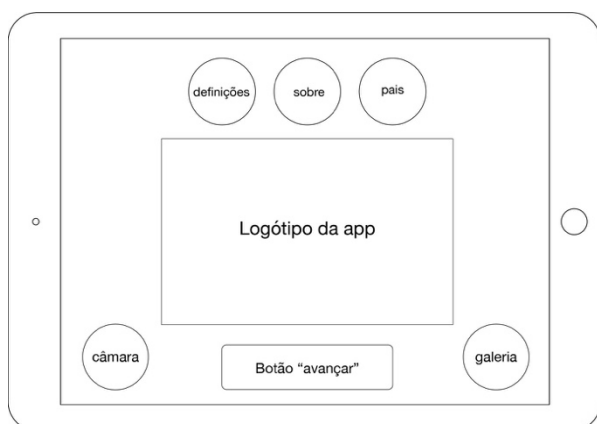 definições
sobre
pais
Logótipo da app
câmara
Botão “avançar”
galeria